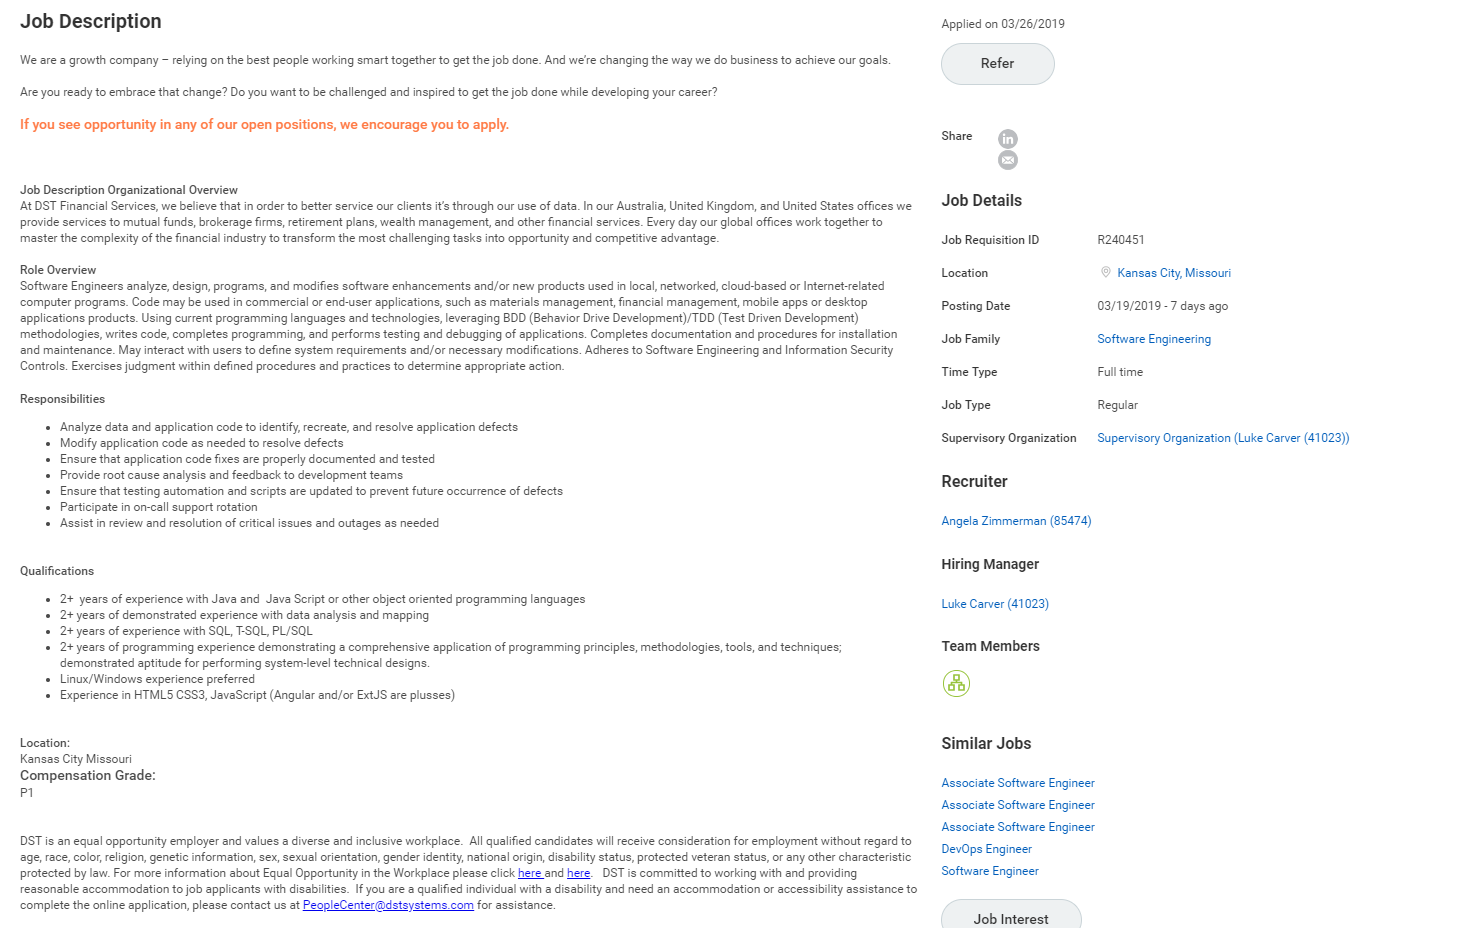 Job Description
We are a growth company – relying on the best people working smart together to get the job done. And we're changing the way we do business to achieve our goals.
Are you ready to embrace that change? Do you want to be challenged and inspired to get the job done while developing your career?
If you see opportunity in any of our open positions, we encourage you to apply.
Job Description Organizational Overview
At DST Financial Services, we believe that in order to better service our clients it's through our use of data. In our Australia, United Kingdom, and United States offices we
provide services to mutual funds, brokerage firms, retirement plans, wealth management, and other financial services. Every day our global offices work together to
master the complexity of the financial industry to transform the most challenging tasks into opportunity and competitive advantage.
Role Overview
Software Engineers analyze, design, programs, and modifies software enhancements and/or new products used in local, networked, cloud-based or Internet-related
computer programs. Code may be used in commercial or end-user applications, such as materials management, financial management, mobile apps or desktop
applications products. Using current programming languages and technologies, leveraging BDD (Behavior Drive Development)/TDD (Test Driven Development)
methodologies, writes code, completes programming, and performs testing and debugging of applications. Completes documentation and procedures for installation
and maintenance. May interact with users to define system requirements and/or necessary modifications. Adheres to Software Engineering and Information Security
Controls. Exercises judgment within defined procedures and practices to determine appropriate action.
Responsibilities
• Analyze data and application code to identify, recreate, and resolve application defects
• Modify application code as needed to resolve defects
• Ensure that application code fixes are properly documented and tested
• Provide root cause analysis and feedback to development teams
• Ensure that testing automation and scripts are updated to prevent future occurrence of defects
• Participate in on-call support rotation
• Assist in review and resolution of critical issues and outages as needed
Qualifications
• 2+  years of experience with Java and  Java Script or other object oriented programming languages
• 2+ years of demonstrated experience with data analysis and mapping
• 2+ years of experience with SQL, T-SQL, PL/SQL
• 2+ years of programming experience demonstrating a comprehensive application of programming principles, methodologies, tools, and techniques;
demonstrated aptitude for performing system-level technical designs.
• Linux/Windows experience preferred
• Experience in HTML5 CSS3, JavaScript (Angular and/or ExtJS are plusses)
Location:
Kansas City Missouri
Compensation Grade:
P1
DST is an equal opportunity employer and values a diverse and inclusive workplace.  All qualified candidates will receive consideration for employment without regard to
age, race, color, religion, genetic information, sex, sexual orientation, gender identity, national origin, disability status, protected veteran status, or any other characteristic
protected by law. For more information about Equal Opportunity in the Workplace please click here and here.   DST is committed to working with and providing
reasonable accommodation to job applicants with disabilities.  If you are a qualified individual with a disability and need an accommodation or accessibility assistance to
complete the online application, please contact us at PeopleCenter@dstsystems.com for assistance.
Applied on 03/26/2019
Refer
Share
in
Job Details
Job Requisition ID R240451
Location Kansas City, Missouri
Posting Date 03/19/2019 - 7 days ago
Job Family Software Engineering
Time Type Full time
Job Type Regular
Supervisory Organization Supervisory Organization (Luke Carver (41023))
Recruiter
Angela Zimmerman (85474)
Hiring Manager
Luke Carver (41023)
Team Members
Similar Jobs
Associate Software Engineer
Associate Software Engineer
Associate Software Engineer
DevOps Engineer
Software Engineer
Job Interest